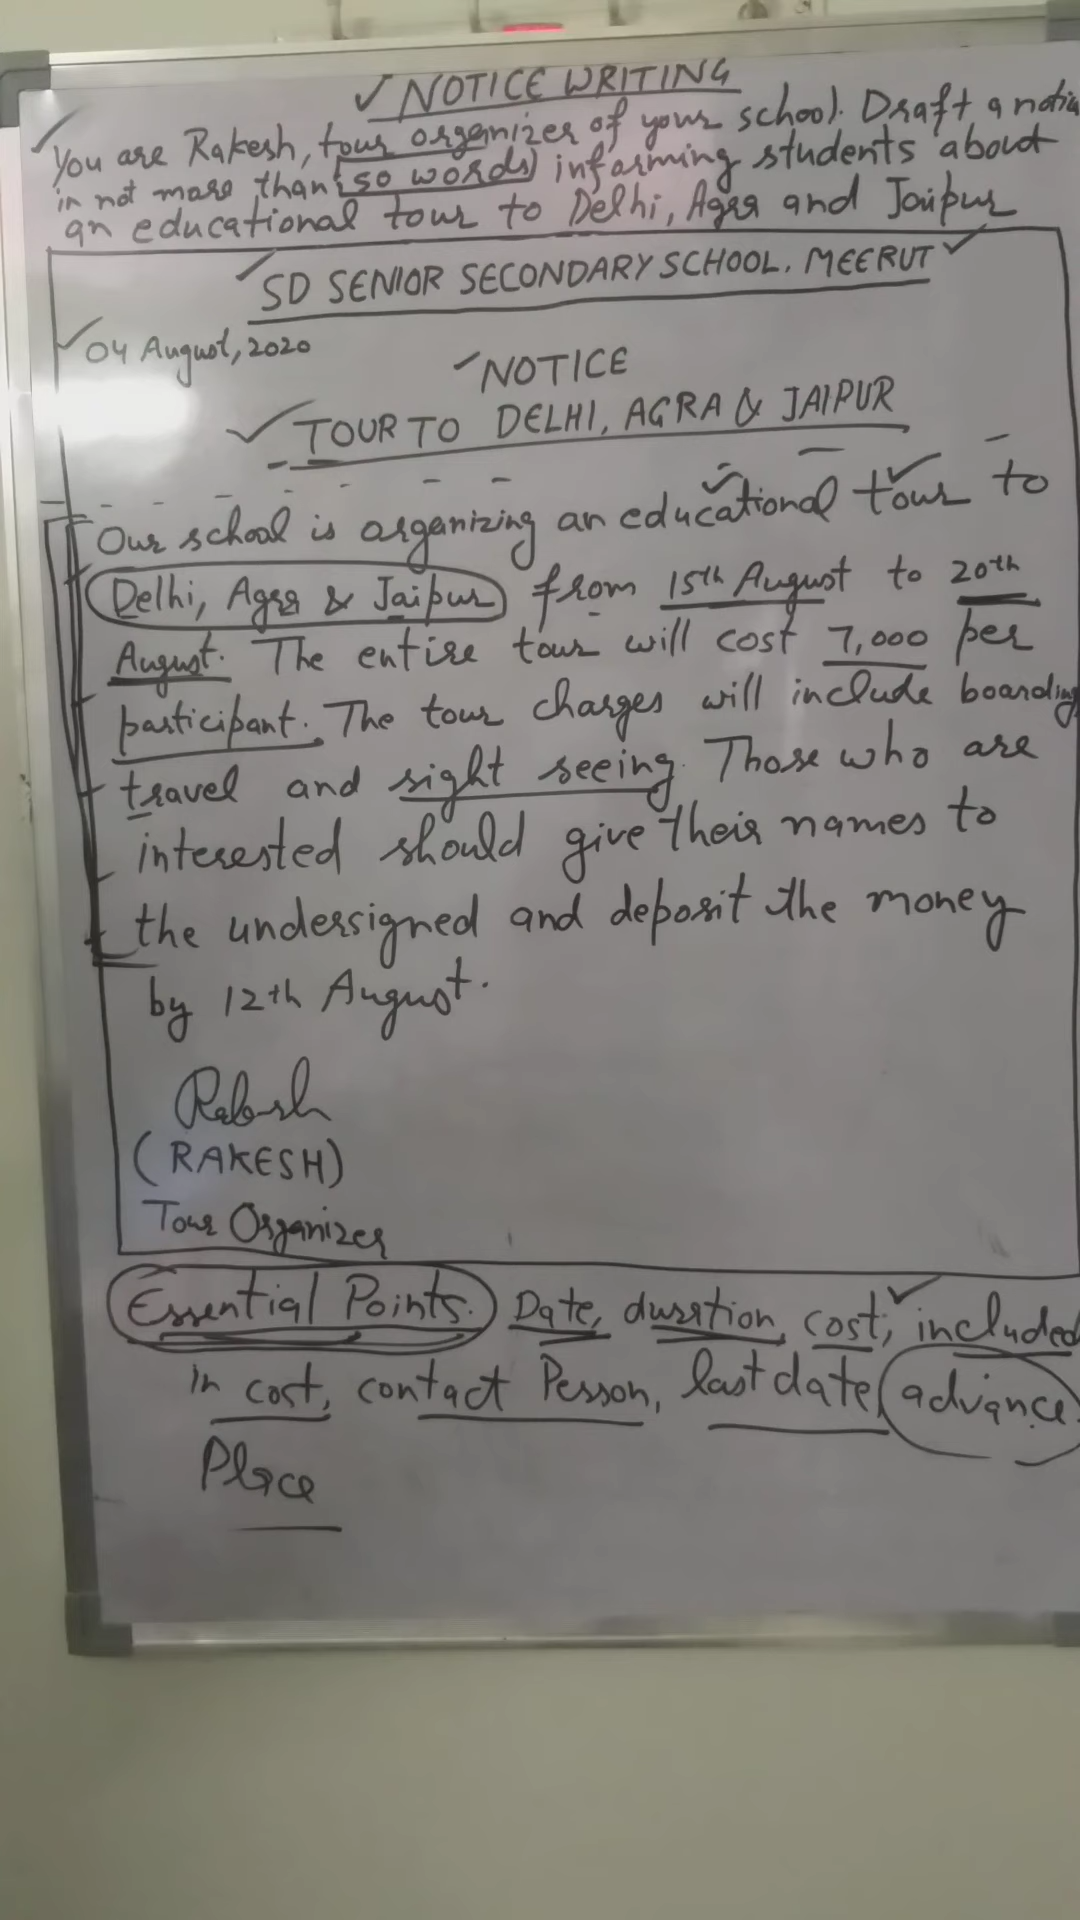 NOTICE WRITING
You are Rakesh, tour organizer of your school. Draft a notice
in not more than 50 words informing students about
an educational tour to Delhi, Agra and Jaipur
SD SENIOR SECONDARY SCHOOL, MEERUT
04 August, 2020
NOTICE
TOUR TO DELHI, AGRA & JAIPUR
Our school is organizing an educational tour to
Delhi, Agra & Jaipur from 15th August to 20th
August. The entire tour will cost 7,000 per
participant. The tour charges will include boarding,
travel and sight seeing. Those who are
interested should give their names to
the undersigned and deposit the money
by 12th August.
Rakesh
(RAKESH)
Tour Organizer
Essential Points. Date, duration, cost, included
in cost, contact Person, last date, advance.
Place